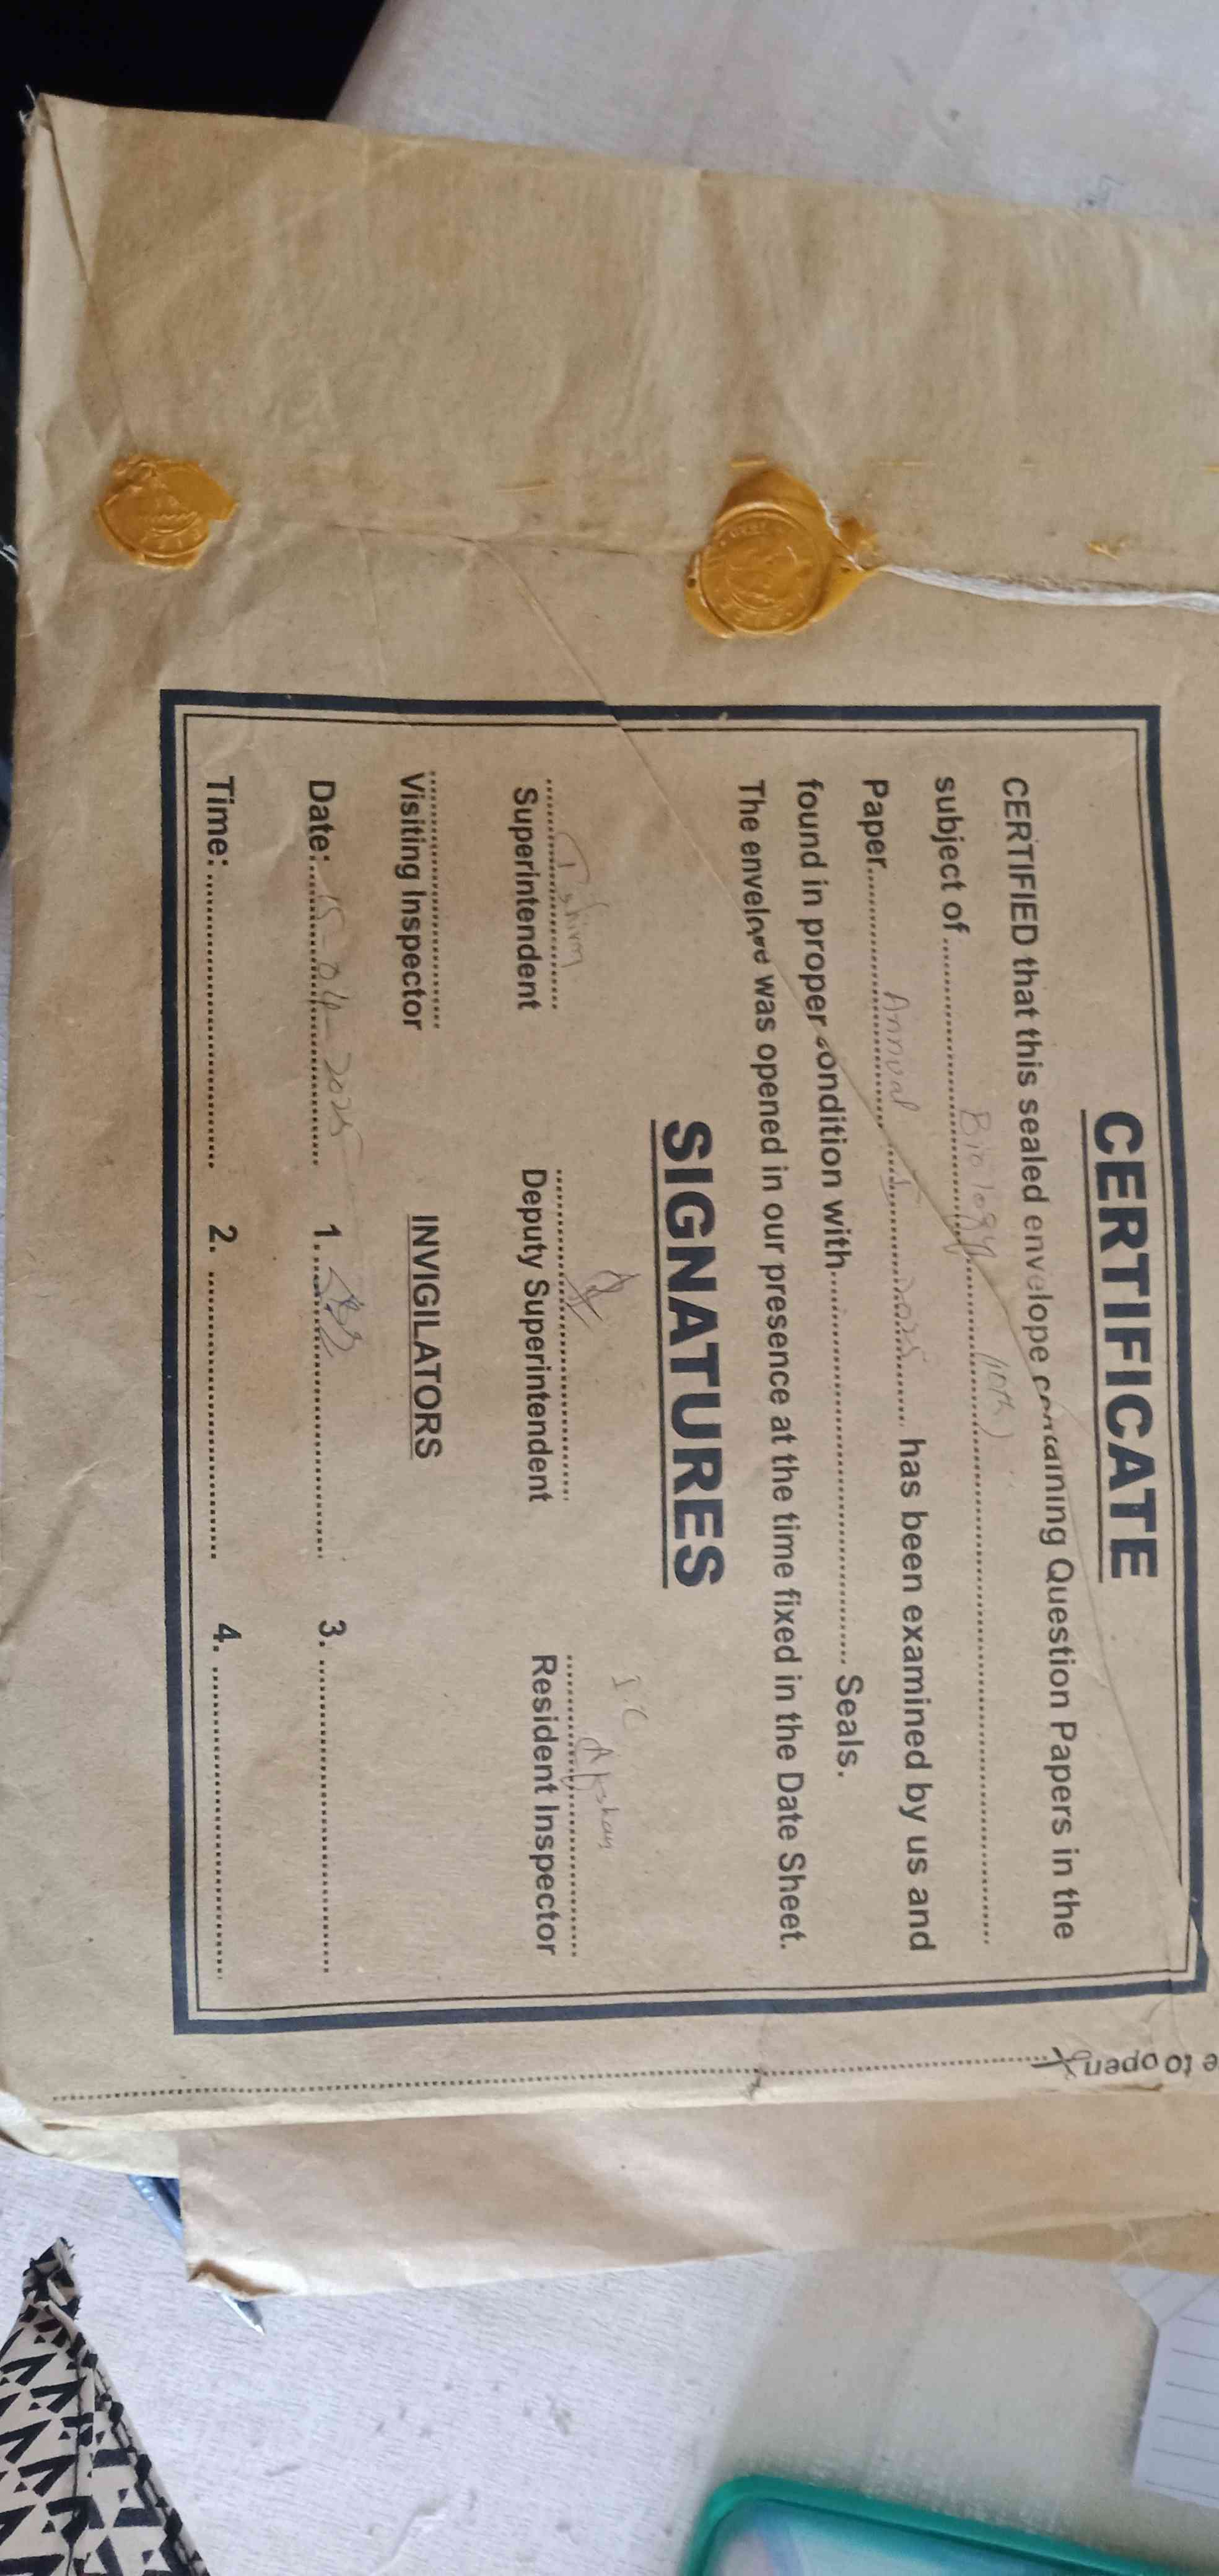 CERTIFICATE
CERTIFIED that this sealed envelope containing Question Papers in the
subject of Biology (10th)
Paper Annual 2025 has been examined by us and
found in proper condition with Seals.
The envelope was opened in our presence at the time fixed in the Date Sheet.
SIGNATURES
I.C
Afshan
Superintendent Deputy Superintendent Resident Inspector
Visiting Inspector INVIGILATORS
Date: 15-04-2025 1. 3.
Time: 2. 4.
e to open